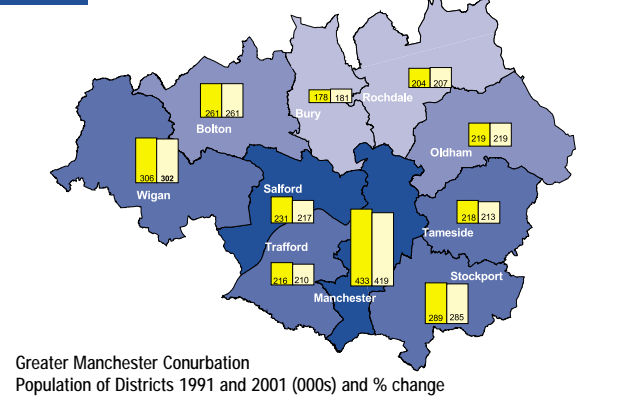 204 207
178 181
Rochdale
Bury
261 261
Bolton
219 219
Oldham
306 302
Wigan
Salford
231 217
218 213
Tameside
Trafford
216 210
433 419
Manchester
Stockport
289 285
Greater Manchester Conurbation
Population of Districts 1991 and 2001 (000s) and % change